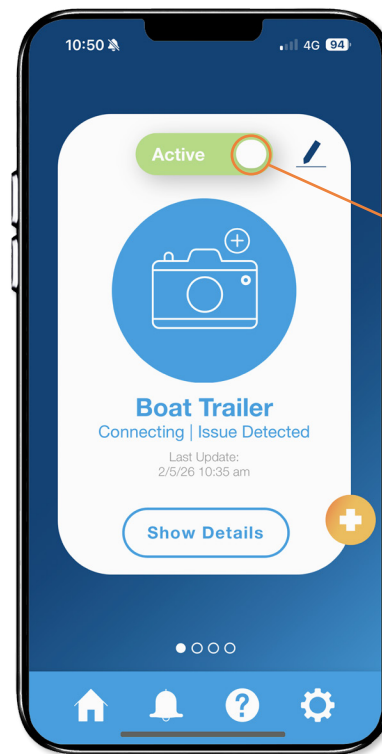 10:50
4G 94
Active
Boat Trailer
Connecting | Issue Detected
Last Update:
2/5/26 10:35 am
Show Details
?